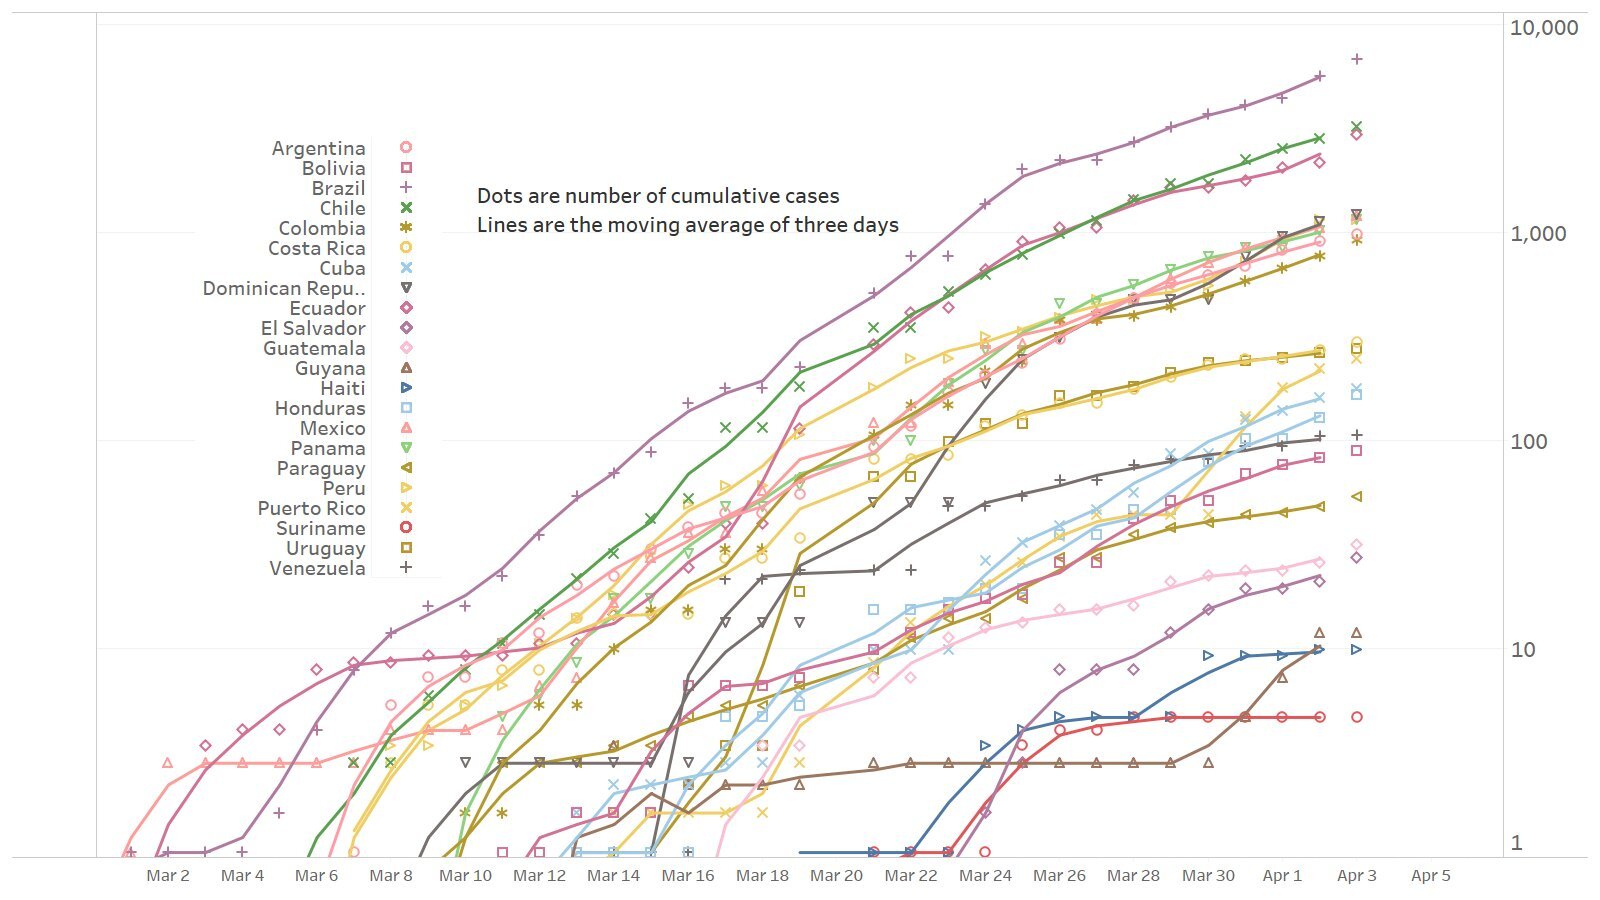 10,000
Argentina
Bolivia
Brazil
Chile
Colombia
Costa Rica
Cuba
Dominican Repu..
Ecuador
El Salvador
Guatemala
Guyana
Haiti
Honduras
Mexico
Panama
Paraguay
Peru
Puerto Rico
Suriname
Uruguay
Venezuela
Dots are number of cumulative cases
Lines are the moving average of three days
1,000
100
10
1
Mar 2 Mar 4 Mar 6 Mar 8 Mar 10 Mar 12 Mar 14 Mar 16 Mar 18 Mar 20 Mar 22 Mar 24 Mar 26 Mar 28 Mar 30 Apr 1 Apr 3 Apr 5